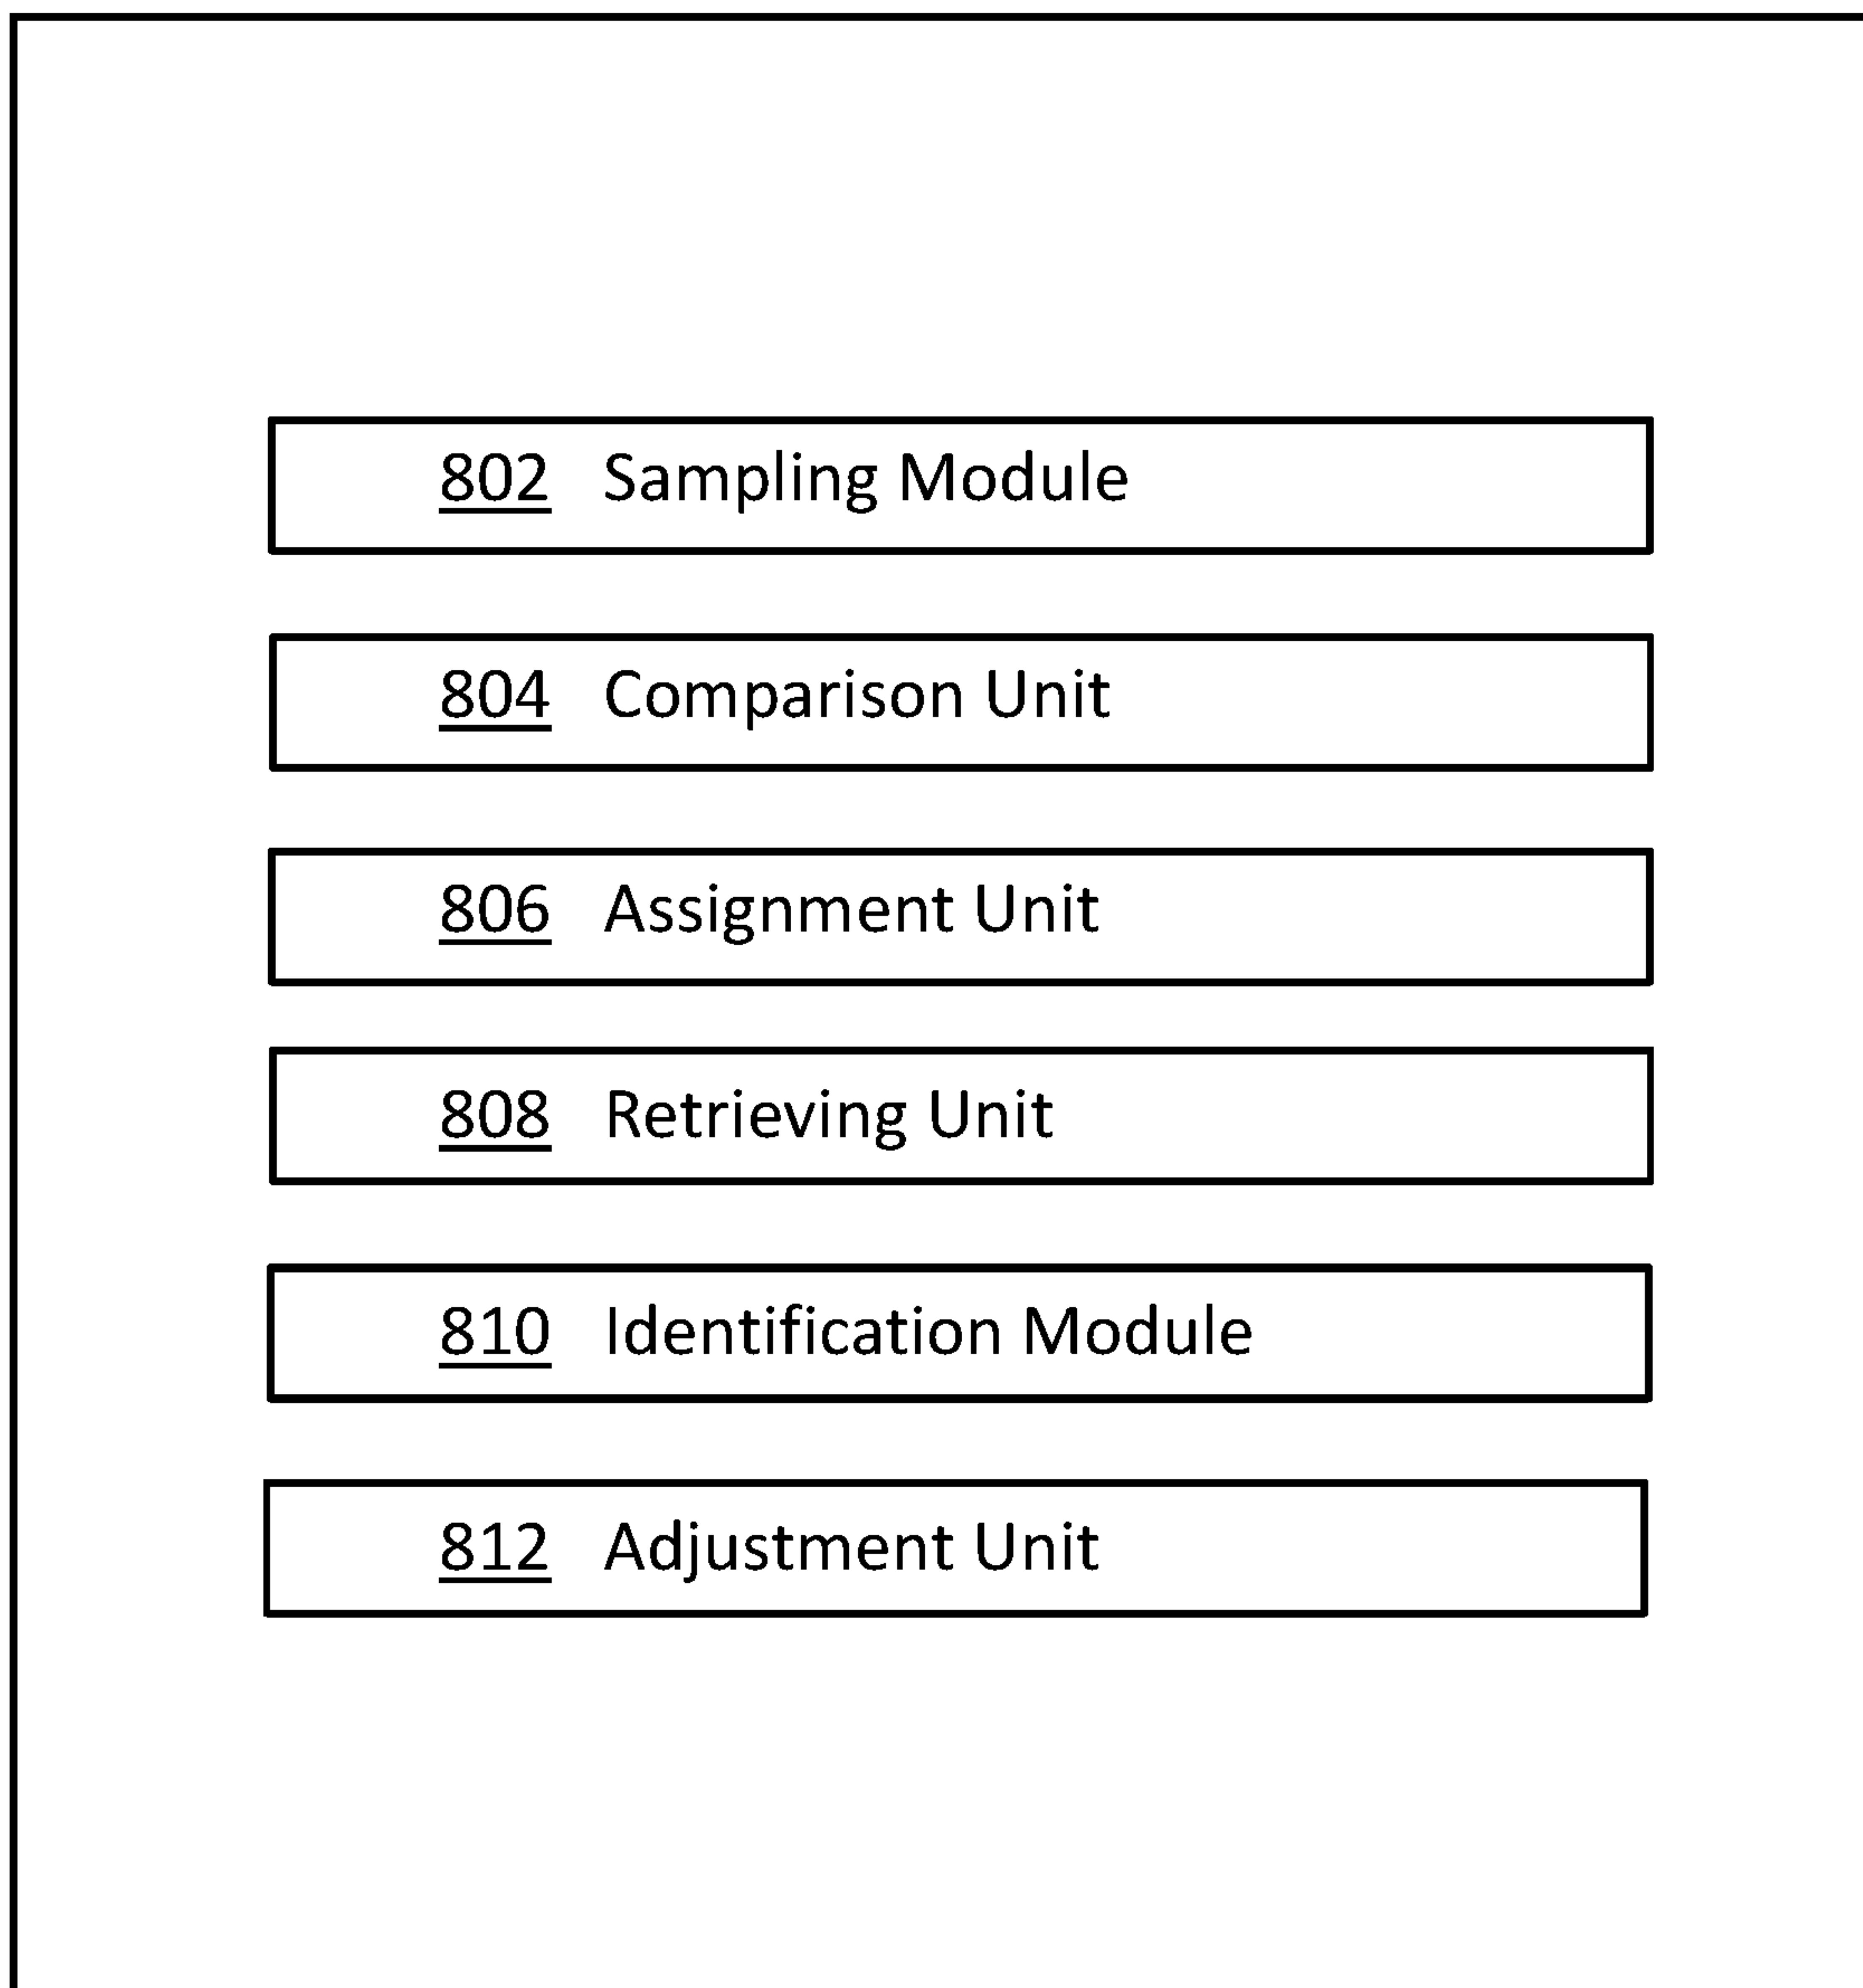 802 Sampling Module
804 Comparison Unit
806 Assignment Unit
808 Retrieving Unit
810 Identification Module
812 Adjustment Unit